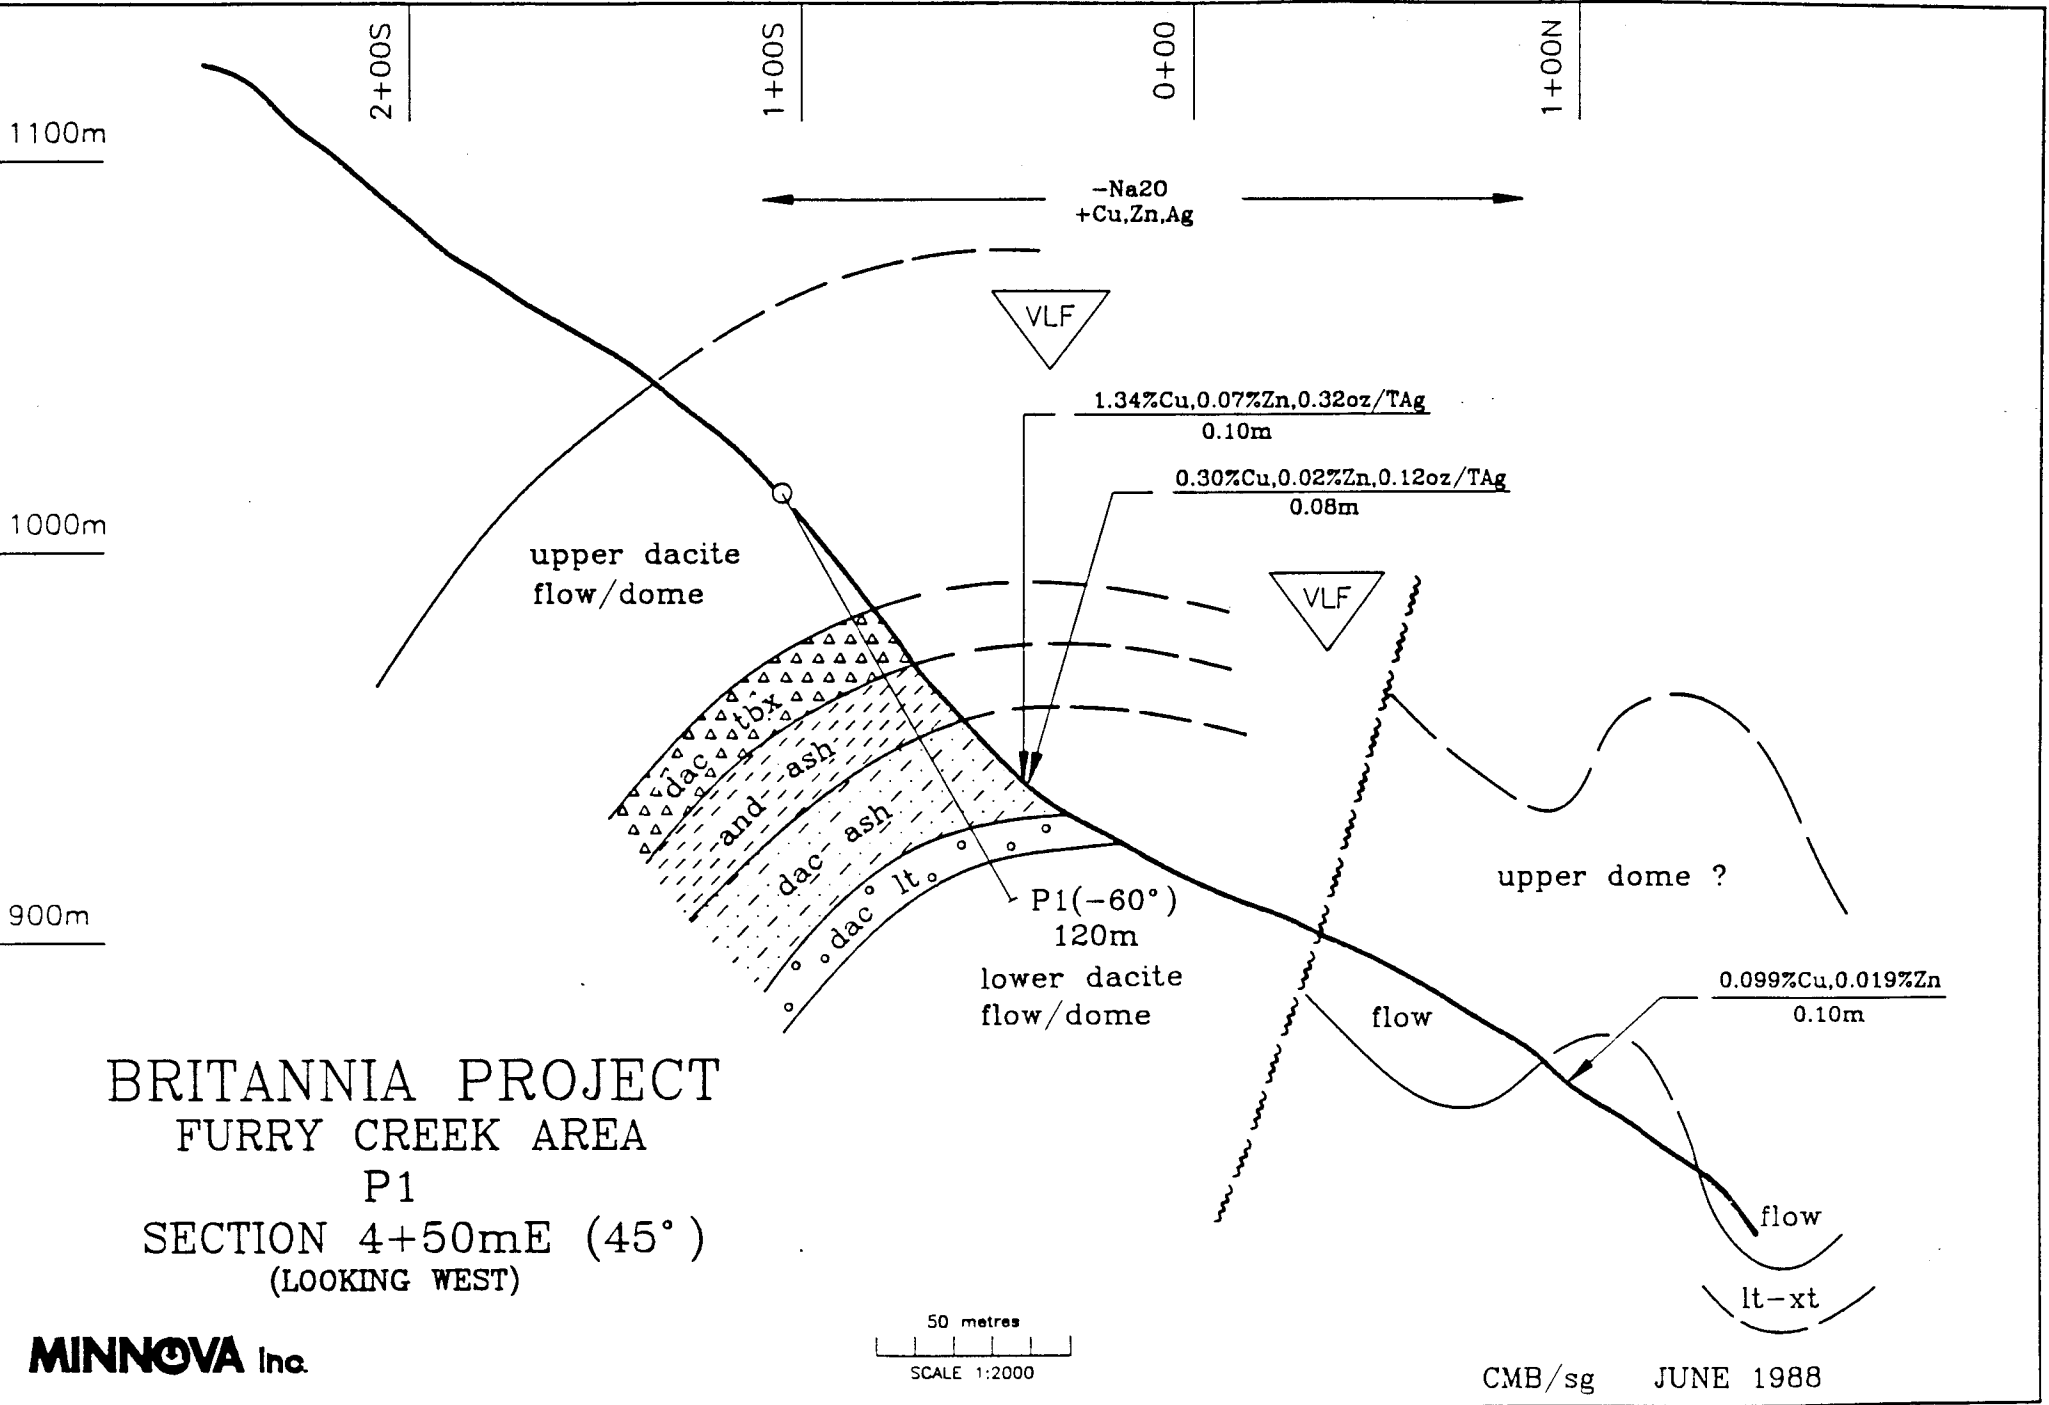 2+00S
1+00S
0+00
1+00N
1100m
1000m
900m
-Na20
+Cu,Zn,Ag
VLF
1.34%Cu,0.07%Zn,0.32oz/TAg
0.10m
0.30%Cu,0.02%Zn,0.12oz/TAg
0.08m
upper dacite
flow/dome
VLF
dac tbx
and ash
dac ash
dac lt
P1(-60°)
120m
lower dacite
flow/dome
upper dome ?
flow
0.099%Cu,0.019%Zn
0.10m
flow
lt-xt
BRITANNIA PROJECT
FURRY CREEK AREA
P1
SECTION 4+50mE (45°)
(LOOKING WEST)
MINNOVA Inc.
50 metres
SCALE 1:2000
CMB/sg JUNE 1988